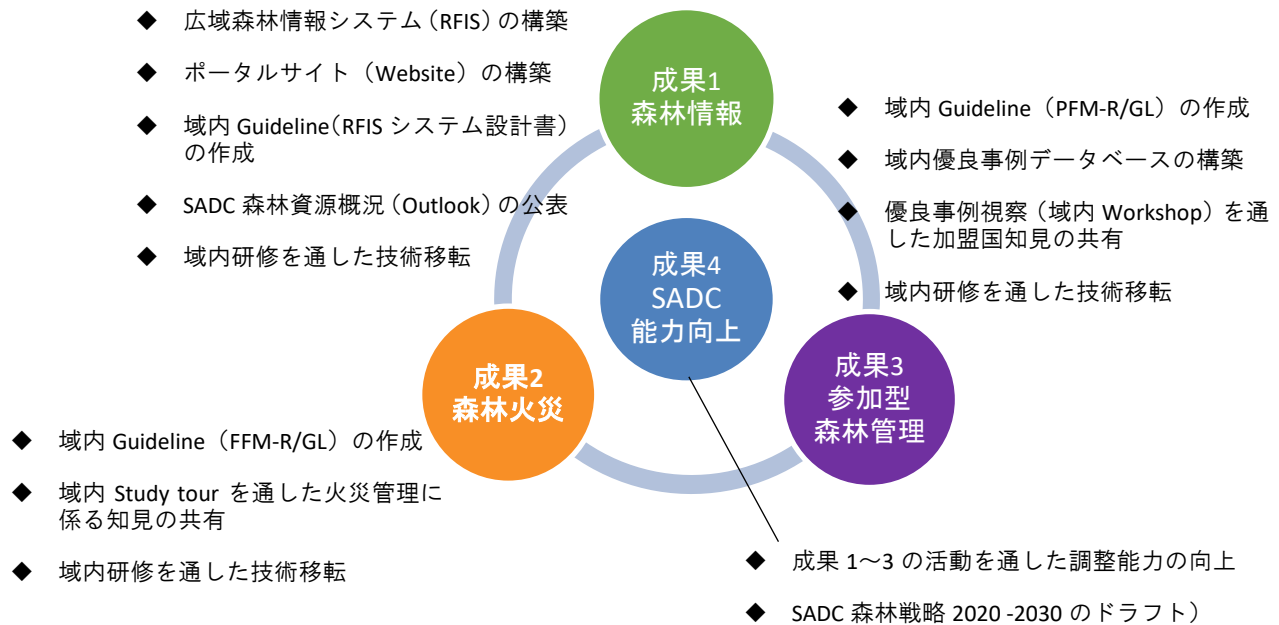 ◆ 広域森林情報システム（RFIS）の構築
◆ ポータルサイト（Website）の構築
◆ 域内 Guideline（RFIS システム設計書）
の作成
◆ SADC 森林資源概況（Outlook）の公表
◆ 域内研修を通した技術移転
成果1
森林情報
◆ 域内 Guideline（PFM-R/GL）の作成
◆ 域内優良事例データベースの構築
◆ 優良事例視察（域内 Workshop）を通
した加盟国知見の共有
◆ 域内研修を通した技術移転
成果4
SADC
能力向上
成果2
森林火災
成果3
参加型
森林管理
◆ 域内 Guideline（FFM-R/GL）の作成
◆ 域内 Study tour を通した火災管理に
係る知見の共有
◆ 域内研修を通した技術移転
◆ 成果 1～3 の活動を通した調整能力の向上
◆ SADC 森林戦略 2020 -2030 のドラフト）